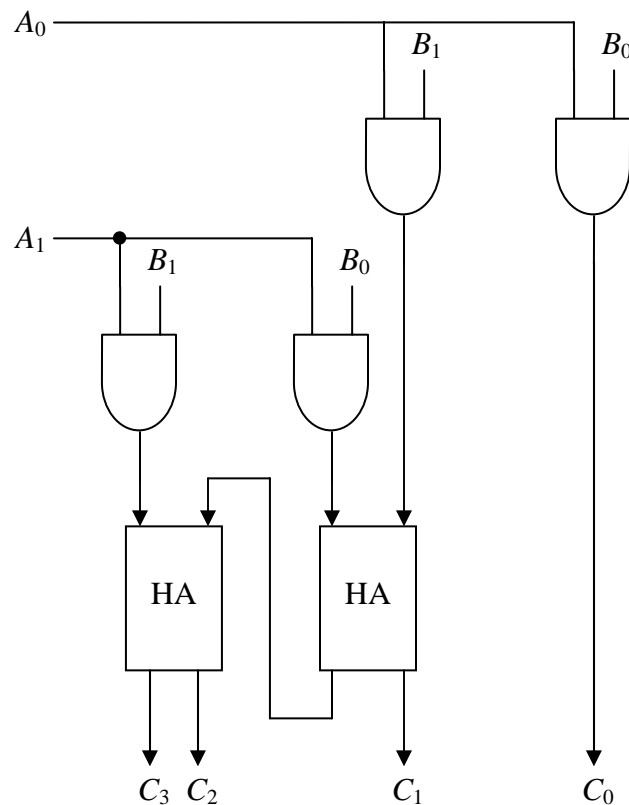 A₀
B₁ B₀
A₁
B₁ B₀
HA HA
C₃ C₂ C₁ C₀